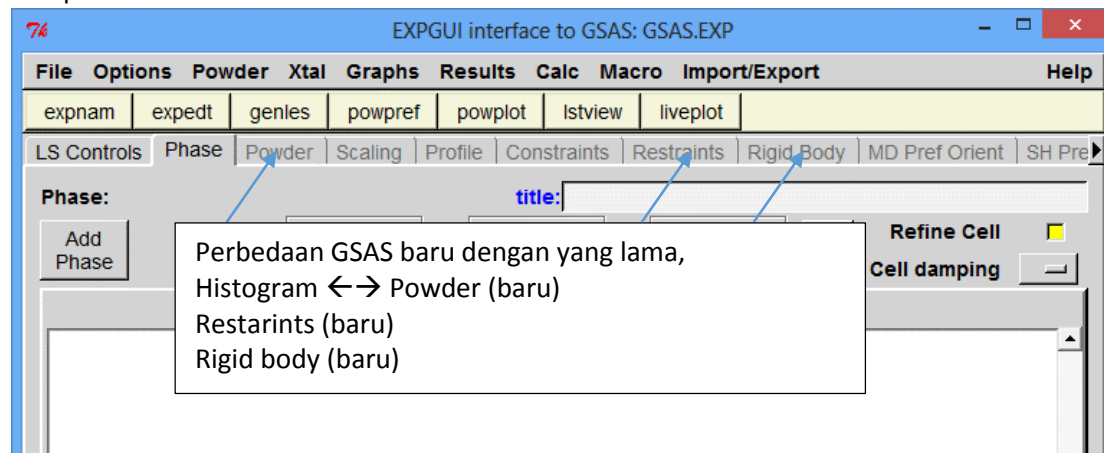 EXPGUI interface to GSAS: GSAS.EXP
File Options Powder Xtal Graphs Results Calc Macro Import/Export Help
expnam expedt genles powpref powplot lstview liveplot
LS Controls Phase Powder Scaling Profile Constraints Restraints Rigid Body MD Pref Orient SH Pre
Phase: title:
Add
Phase
Refine Cell
Cell damping
Perbedaan GSAS baru dengan yang lama,
Histogram ←→ Powder (baru)
Restarints (baru)
Rigid body (baru)